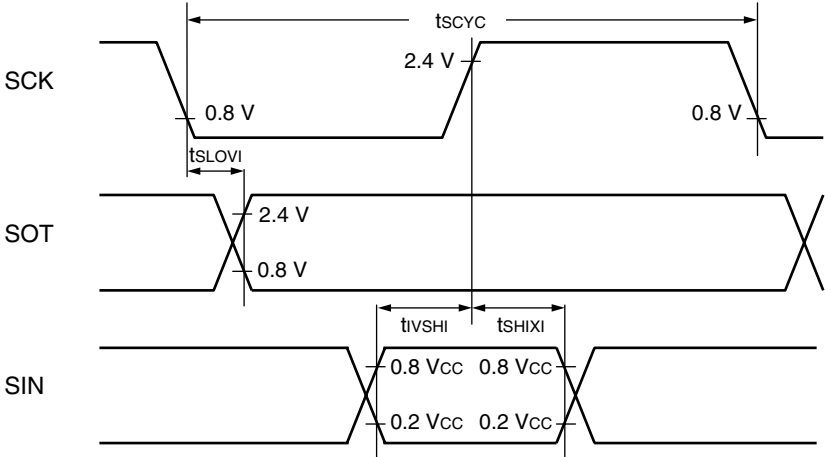 tSCYC
SCK
2.4 V
0.8 V
0.8 V
tSLOVI
SOT
2.4 V
0.8 V
tIVSHI
tSHIXI
SIN
0.8 VCC
0.8 VCC
0.2 VCC
0.2 VCC